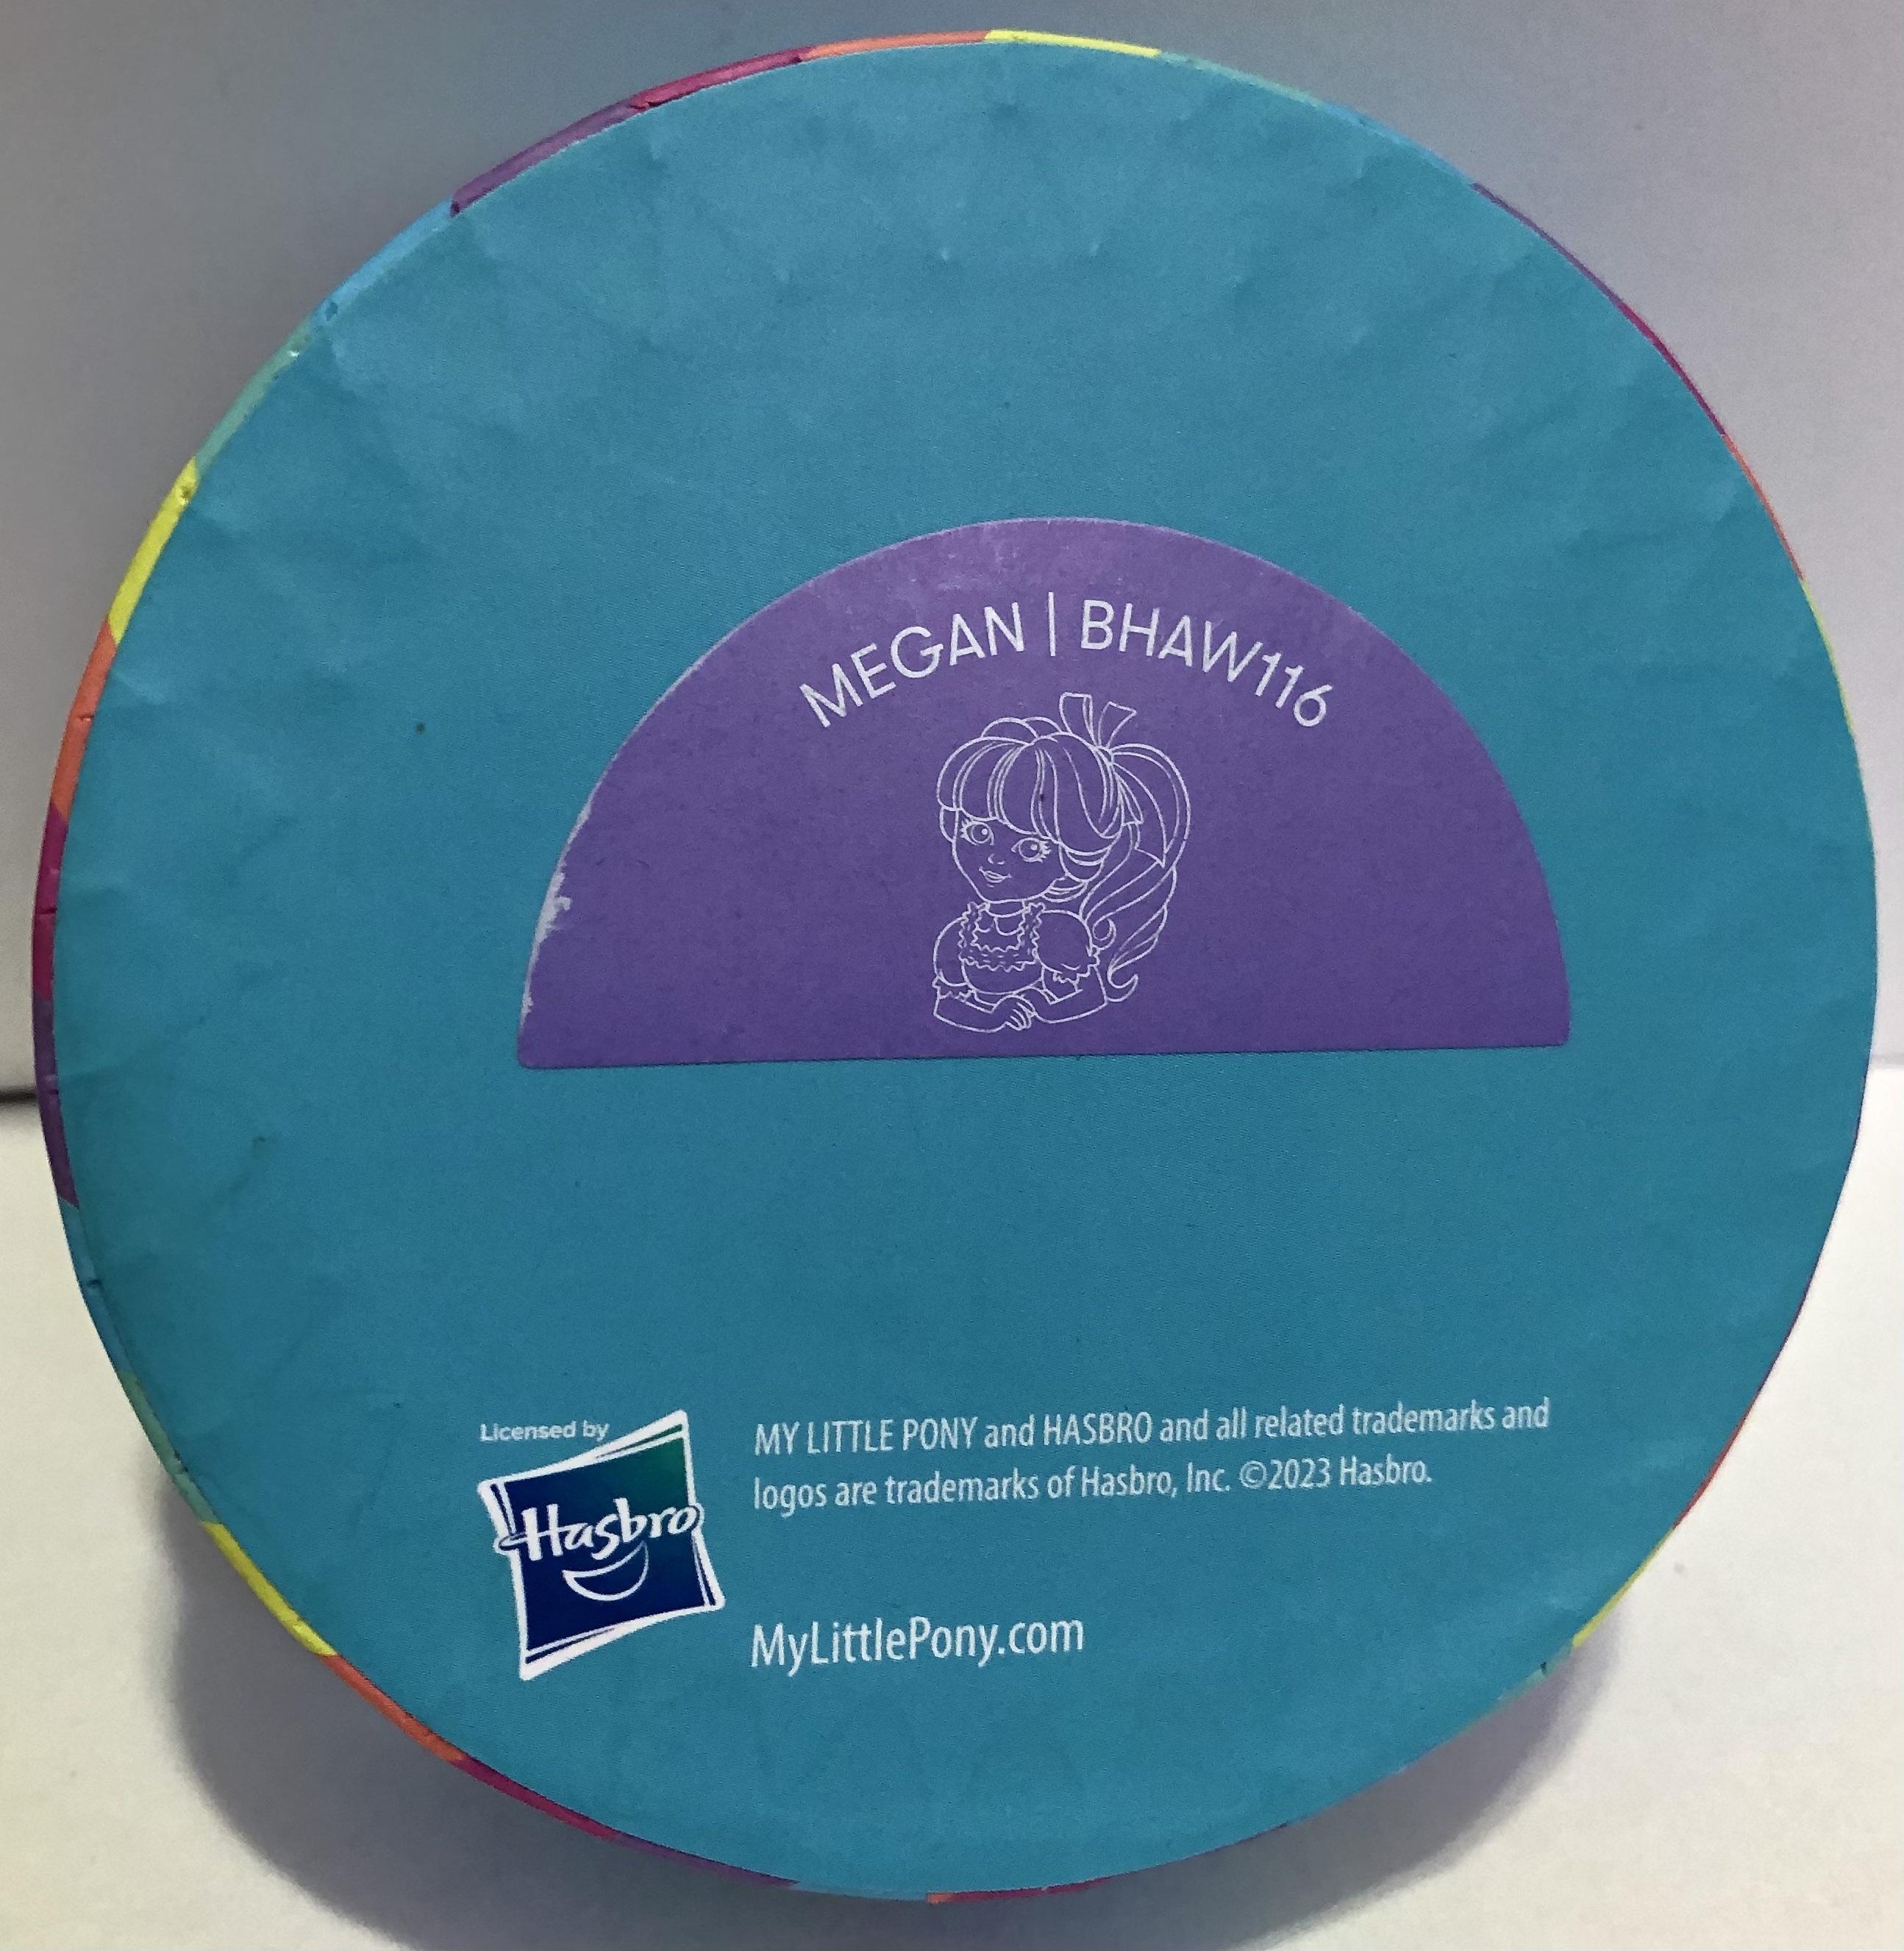 MEGAN | BHAW116
Licensed by
Hasbro
MY LITTLE PONY and HASBRO and all related trademarks and
logos are trademarks of Hasbro, Inc. ©2023 Hasbro.
MyLittlePony.com